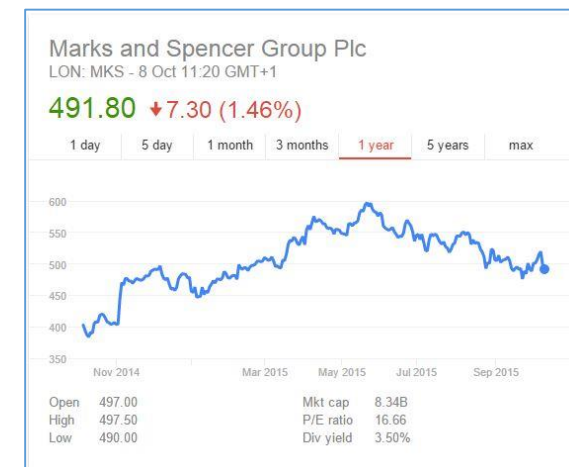 Marks and Spencer Group Plc
LON: MKS - 8 Oct 11:20 GMT+1
491.80 7.30 (1.46%)
1 day 5 day 1 month 3 months 1 year 5 years max
600
550
500
450
400
350
Nov 2014 Mar 2015 May 2015 Jul 2015 Sep 2015
Open 497.00 Mkt cap 8.34B
High 497.50 P/E ratio 16.66
Low 490.00 Div yield 3.50%